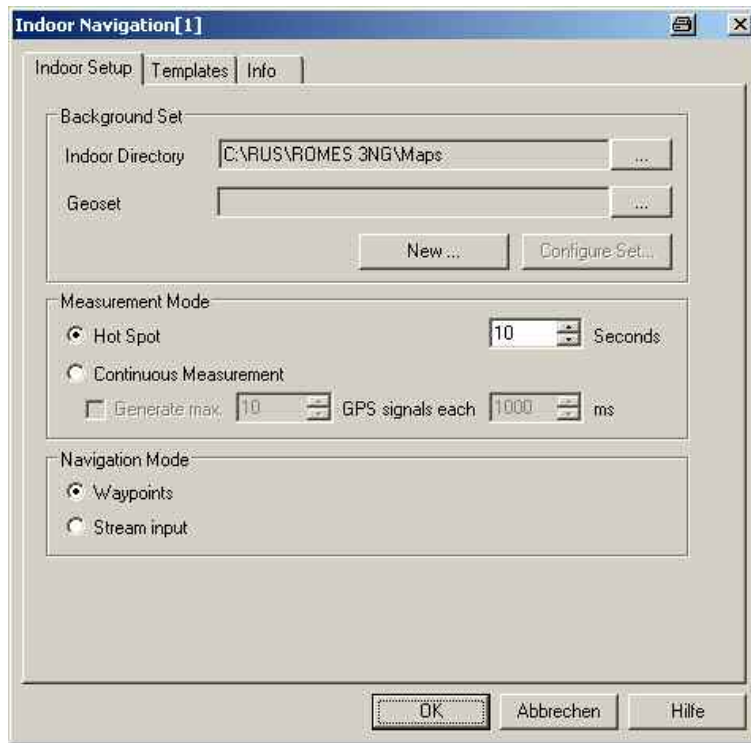 Indoor Navigation[1]
Indoor Setup Templates Info
Background Set
Indoor Directory C:\RUS\ROMES 3NG\Maps ...
Geoset ...
New ... Configure Set...
Measurement Mode
Hot Spot 10 Seconds
Continuous Measurement
Generate max. 10 GPS signals each 1000 ms
Navigation Mode
Waypoints
Stream input
OK Abbrechen Hilfe